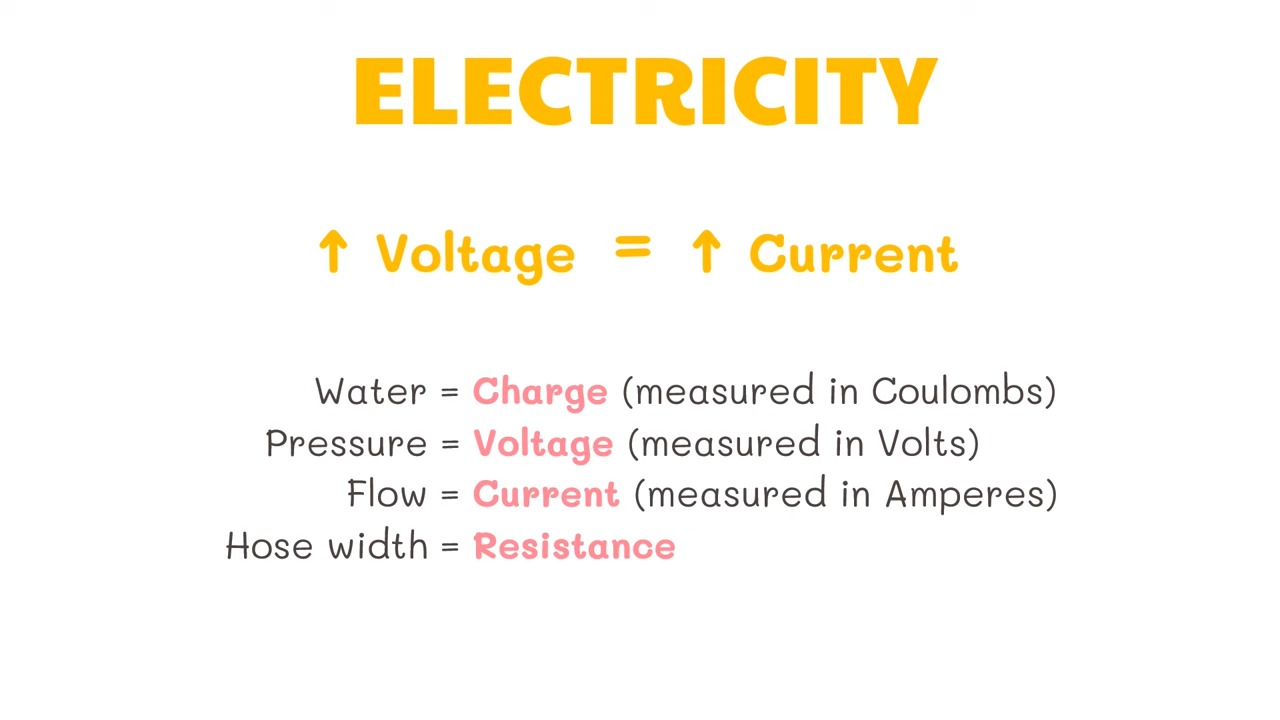 ELECTRICITY
↑ Voltage = ↑ Current
Water = Charge (measured in Coulombs)
Pressure = Voltage (measured in Volts)
Flow = Current (measured in Amperes)
Hose width = Resistance